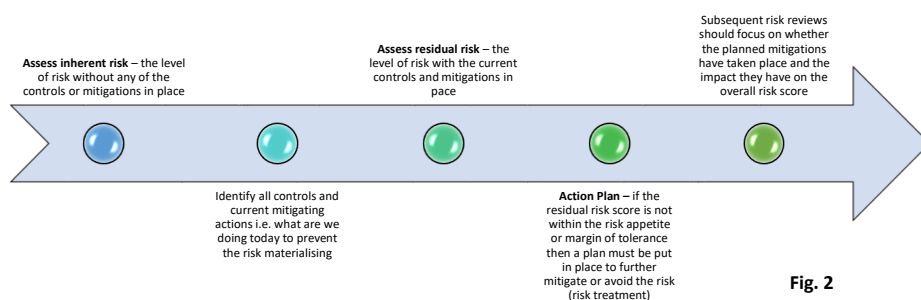 Assess inherent risk – the level
of risk without any of the
controls or mitigations in place
Identify all controls and
current mitigating
actions i.e. what are we
doing today to prevent
the risk materialising
Assess residual risk – the
level of risk with the current
controls and mitigations in
pace
Action Plan – if the
residual risk score is not
within the risk appetite
or margin of tolerance
then a plan must be put
in place to further
mitigate or avoid the risk
(risk treatment)
Subsequent risk reviews
should focus on whether
the planned mitigations
have taken place and the
impact they have on the
overall risk score
Fig. 2